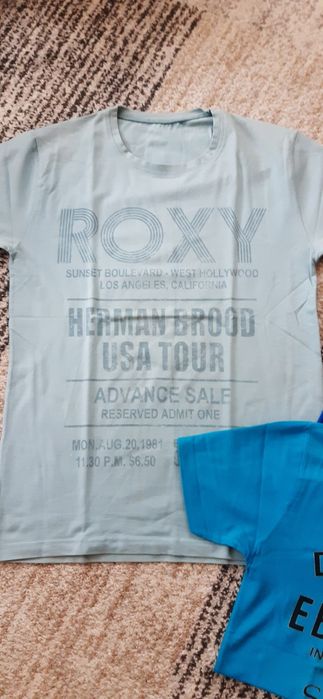 ROXY
SUNSET BOULEVARD - WEST HOLLYWOOD
LOS ANGELES, CALIFORNIA
HERMAN BROOD
USA TOUR
ADVANCE SALE
RESERVED ADMIT ONE
MON.AUG.20,1981
11.30 P.M. $6,50